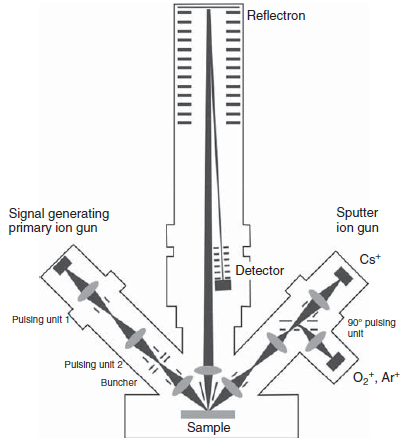 Reflectron
Signal generating
primary ion gun
Sputter
ion gun
Cs⁺
Detector
Pulsing unit 1
90° pulsing
unit
Pulsing unit 2
Buncher
O₂⁺, Ar⁺
Sample